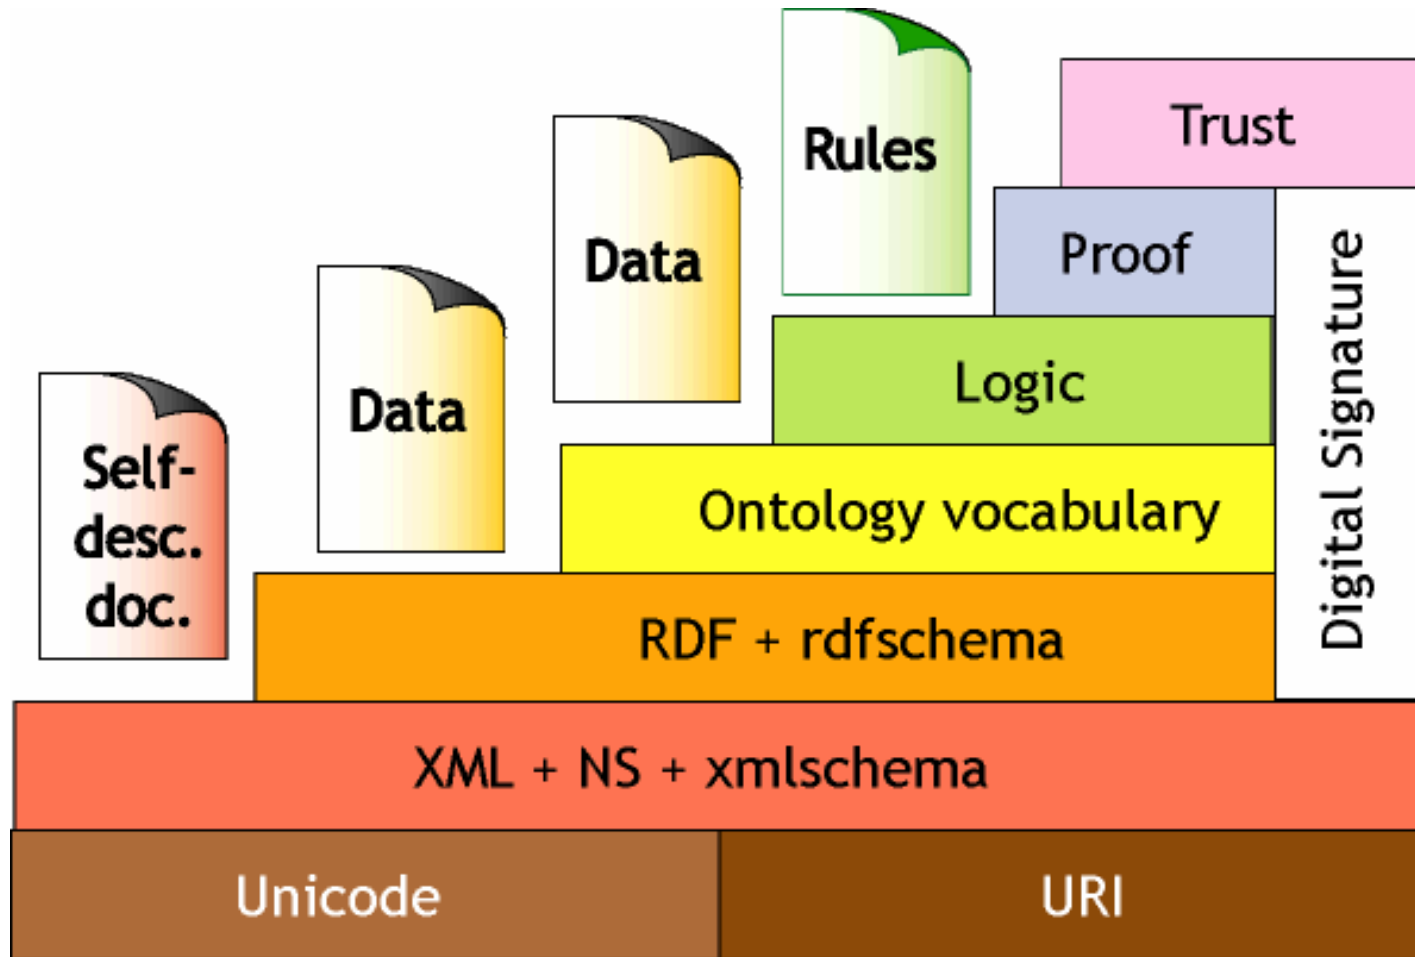 Rules
Trust
Data
Proof
Data
Logic
Self-
desc.
doc.
Ontology vocabulary
Digital Signature
RDF + rdfschema
XML + NS + xmlschema
Unicode
URI